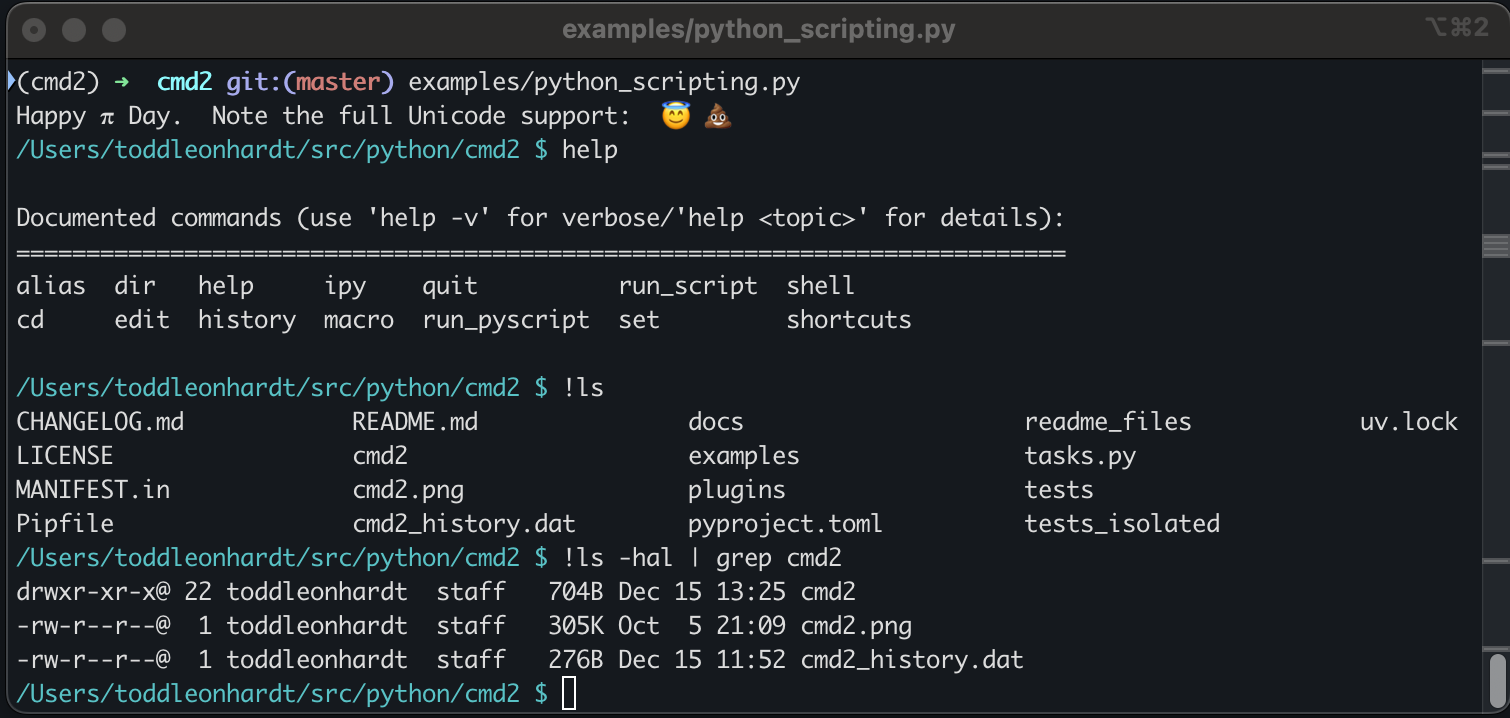 examples/python_scripting.py ⌥⌘2
(cmd2) ➜  cmd2 git:(master) examples/python_scripting.py
Happy π Day.  Note the full Unicode support:  😇 💩
/Users/toddleonhardt/src/python/cmd2 $ help
Documented commands (use 'help -v' for verbose/'help <topic>' for details):
===========================================================================
alias  dir   help     ipy    quit          run_script  shell
cd     edit  history  macro  run_pyscript  set         shortcuts
/Users/toddleonhardt/src/python/cmd2 $ !ls
CHANGELOG.md            README.md               docs                    readme_files            uv.lock
LICENSE                 cmd2                    examples                tasks.py
MANIFEST.in             cmd2.png                plugins                 tests
Pipfile                 cmd2_history.dat        pyproject.toml          tests_isolated
/Users/toddleonhardt/src/python/cmd2 $ !ls -hal | grep cmd2
drwxr-xr-x@ 22 toddleonhardt  staff   704B Dec 15 13:25 cmd2
-rw-r--r--@  1 toddleonhardt  staff   305K Oct  5 21:09 cmd2.png
-rw-r--r--@  1 toddleonhardt  staff   276B Dec 15 11:52 cmd2_history.dat
/Users/toddleonhardt/src/python/cmd2 $